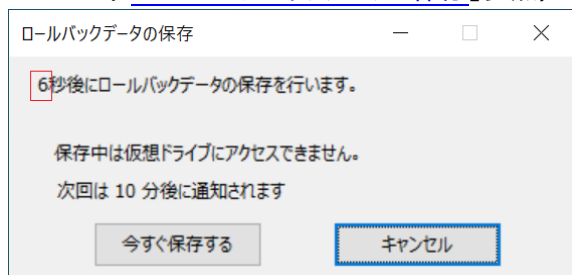 ロールバックデータの保存
6秒後にロールバックデータの保存を行います。
保存中は仮想ドライブにアクセスできません。
次回は 10 分後に通知されます
今すぐ保存する
キャンセル